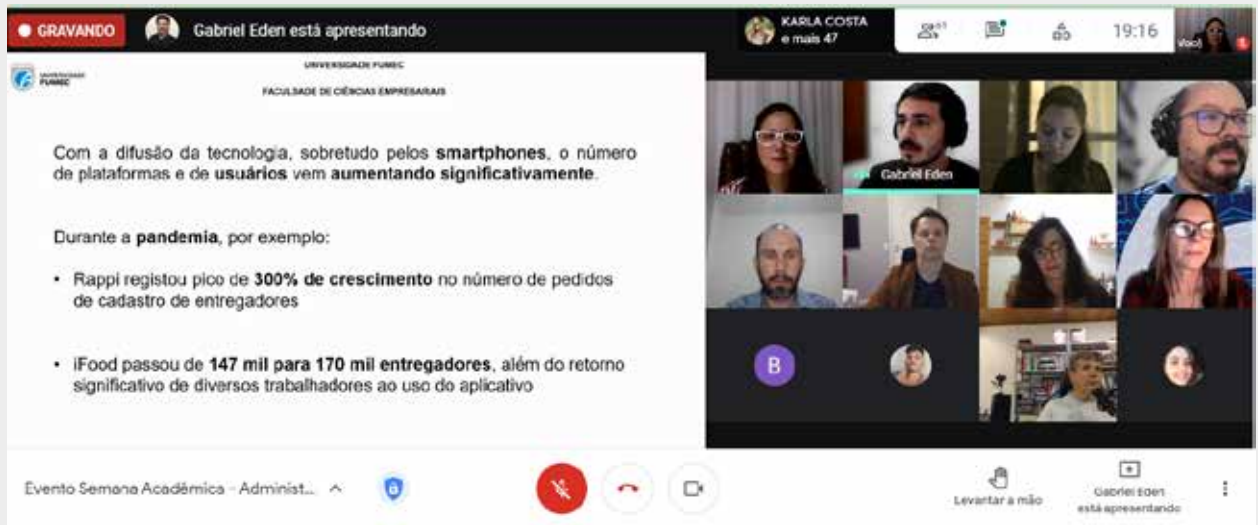 GRAVANDO
Gabriel Eden está apresentando
KARLA COSTA
e mais 47
19:16
Você
UNIVERSIDADE
FUMEC
UNIVERSIDADE FUMEC
FACULDADE DE CIÊNCIAS EMPRESARIAIS
Com a difusão da tecnologia, sobretudo pelos smartphones, o número
de plataformas e de usuários vem aumentando significativamente.
Durante a pandemia, por exemplo:
• Rappi registou pico de 300% de crescimento no número de pedidos
de cadastro de entregadores
• iFood passou de 147 mil para 170 mil entregadores, além do retorno
significativo de diversos trabalhadores ao uso do aplicativo
Gabriel Eden
B
Evento Semana Acadêmica - Administ...
Levantar a mão
Gabriel Eden
está apresentando